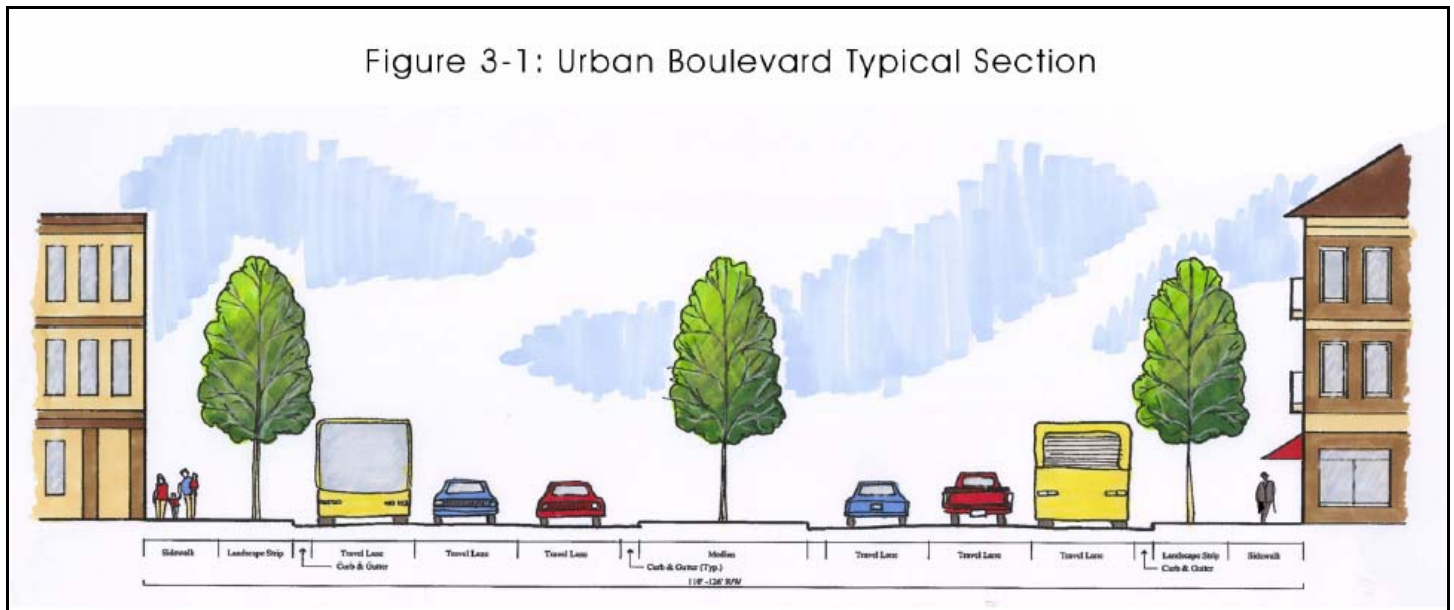 Figure 3-1: Urban Boulevard Typical Section
Sidewalk Landscape Strip Travel Lane Travel Lane Travel Lane Median Travel Lane Travel Lane Travel Lane Landscape Strip Sidewalk
Curb & Gutter Curb & Gutter (Typ.) Curb & Gutter
-126' R/W